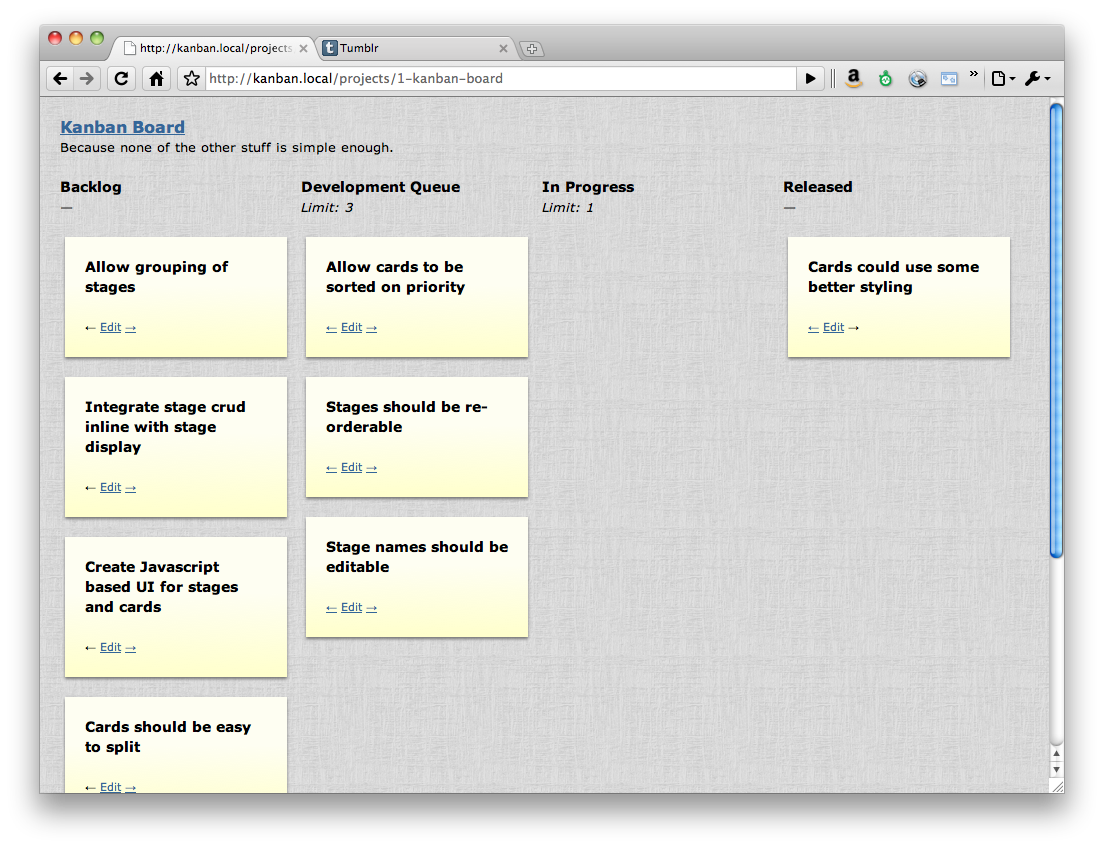 http://kanban.local/projects
Tumblr
http://kanban.local/projects/1-kanban-board
Kanban Board
Because none of the other stuff is simple enough.
Backlog
—
Development Queue
Limit: 3
In Progress
Limit: 1
Released
—
Allow grouping of
stages
← Edit →
Integrate stage crud
inline with stage
display
← Edit →
Create Javascript
based UI for stages
and cards
← Edit →
Cards should be easy
to split
← Edit →
Allow cards to be
sorted on priority
← Edit →
Stages should be re-
orderable
← Edit →
Stage names should be
editable
← Edit →
Cards could use some
better styling
← Edit →